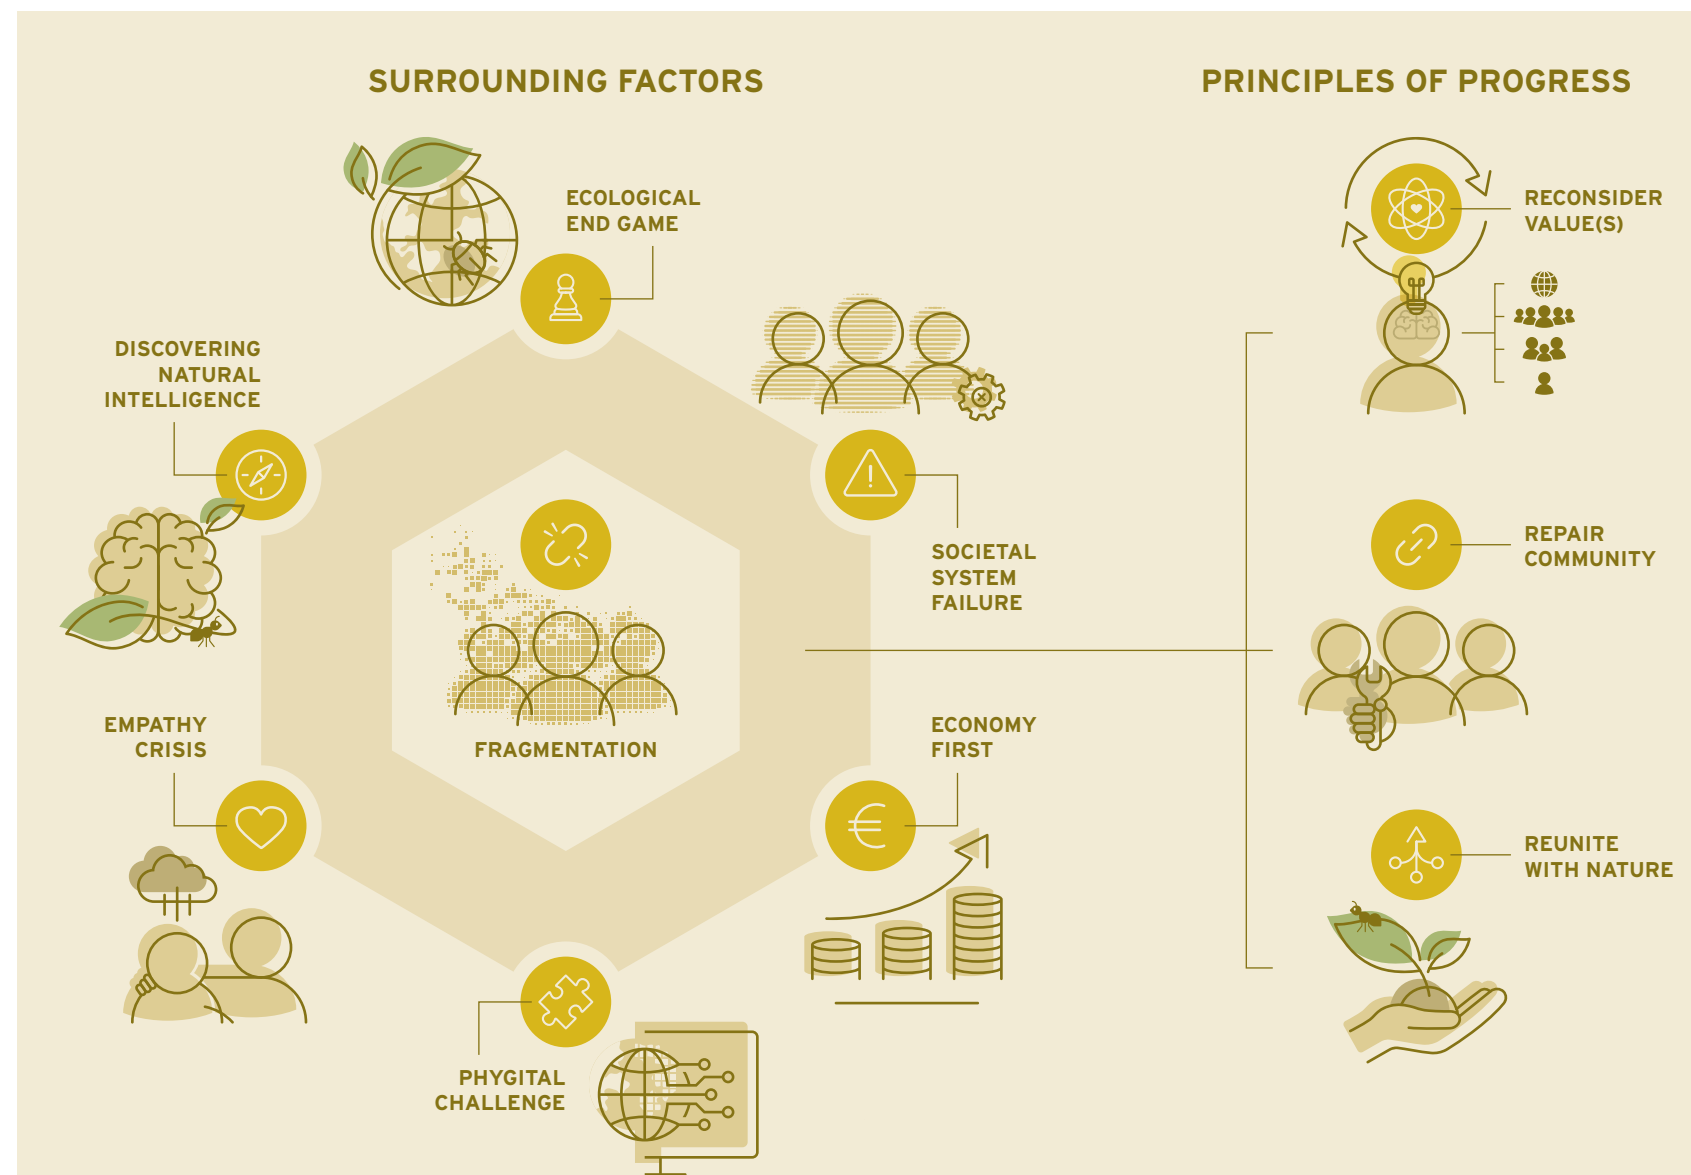 SURROUNDING FACTORS
PRINCIPLES OF PROGRESS
ECOLOGICAL
END GAME
DISCOVERING
NATURAL
INTELLIGENCE
SOCIETAL
SYSTEM
FAILURE
EMPATHY
CRISIS
FRAGMENTATION
ECONOMY
FIRST
PHYGITAL
CHALLENGE
RECONSIDER
VALUE(S)
REPAIR
COMMUNITY
REUNITE
WITH NATURE